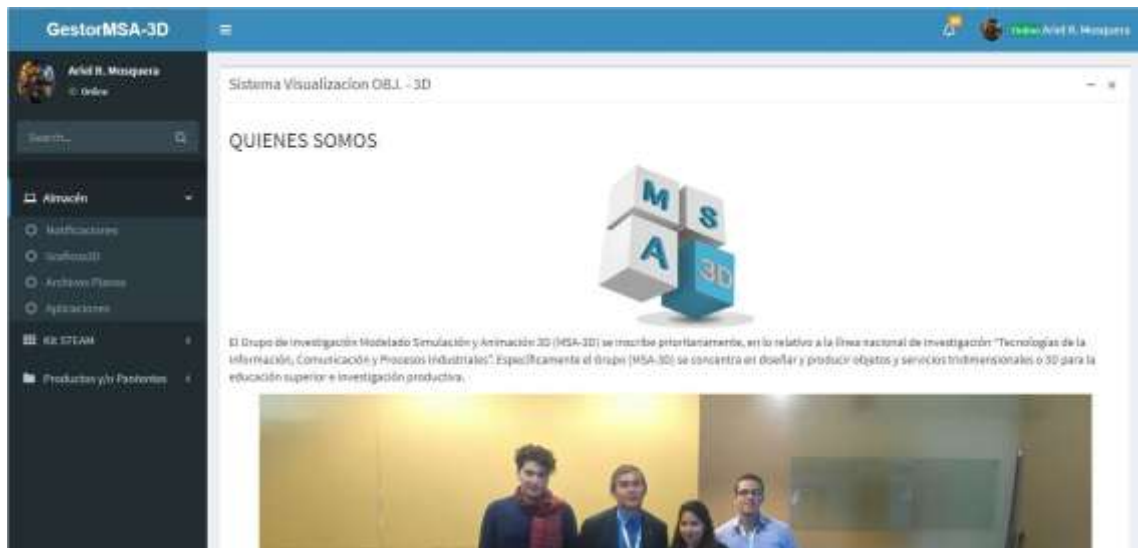 GestorMSA-3D
Online Ariel R. Mosquera
Ariel R. Mosquera
Online
Search...
Almacén
Notificaciones
Graficos3D
Archivos Planos
Aplicaciones
Kit STEAM
Productos y/o
Sistema Visualizacion OBJ. - 3D
QUIENES SOMOS
M S
A 3D
El Grupo de investigación Modelado Simulación y Animación 3D (MSA-3D) se inscribe prioritariamente, en lo relativo a la línea nacional de investigación "Tecnologías de la
Información, Comunicación y Procesos Industriales". Específicamente el Grupo (MSA-3D) se concentra en diseñar y producir objetos y servicios tridimensionales o 3D para la
educación superior e investigación productiva.